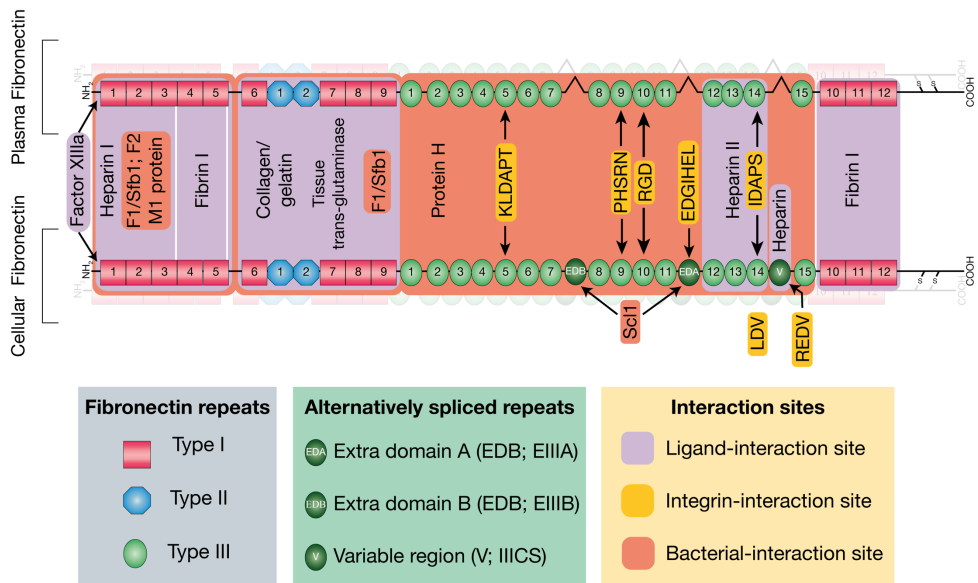 Plasma Fibronectin
NH2
NH2
1 2 3 4 5 6 1 2 7 8 9 1 2 3 4 5 6 7 8 9 10 11 12 13 14 15 10 11 12
S S
COOH
COOH
Factor XIIIa
Heparin I
F1/Sfb1; F2
M1 protein
Fibrin I
Collagen/
gelatin
Tissue
trans-glutaminase
F1/Sfb1
Protein H
KLDAPT
PHSRN
RGD
EDGIHEL
Heparin II
IDAPS
Heparin
Fibrin I
Cellular Fibronectin
NH2
NH2
1 2 3 4 5 6 1 2 7 8 9 1 2 3 4 5 6 7 EDB 8 9 10 11 EDA 12 13 14 V 15 10 11 12
S S
COOH
COOH
Scl1
LDV
REDV
Fibronectin repeats
Type I
Type II
Type III
Alternatively spliced repeats
EDA Extra domain A (EDB; EIIIA)
EDB Extra domain B (EDB; EIIIB)
V Variable region (V; IIICS)
Interaction sites
Ligand-interaction site
Integrin-interaction site
Bacterial-interaction site